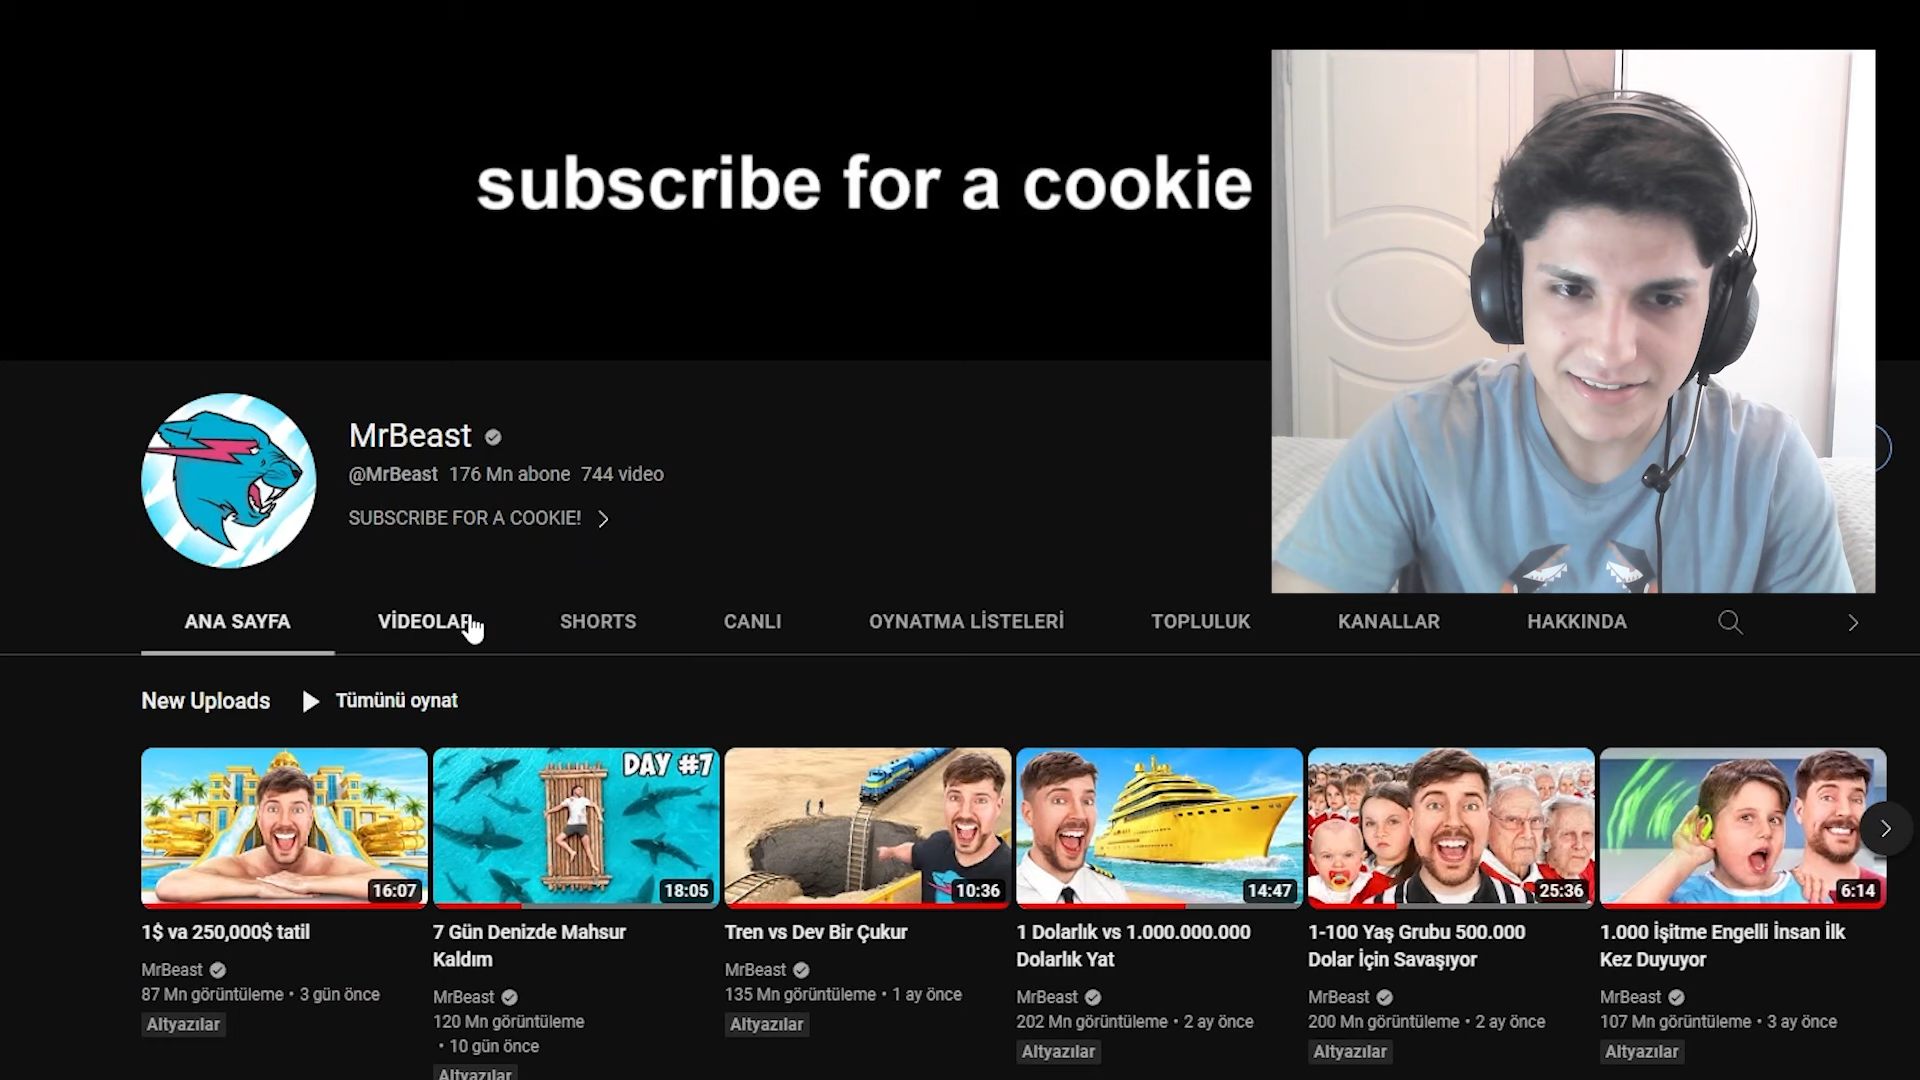 subscribe for a cookie
MrBeast
@MrBeast 176 Mn abone 744 video
SUBSCRIBE FOR A COOKIE!
ANA SAYFA VİDEOLAR SHORTS CANLI OYNATMA LİSTELERİ TOPLULUK KANALLAR HAKKINDA
New Uploads Tümünü oynat
16:07
1$ va 250,000$ tatil
MrBeast
87 Mn görüntüleme • 3 gün önce
Altyazılar
DAY #7
18:05
7 Gün Denizde Mahsur
Kaldım
MrBeast
120 Mn görüntüleme
• 10 gün önce
Altyazılar
10:36
Tren vs Dev Bir Çukur
MrBeast
135 Mn görüntüleme • 1 ay önce
Altyazılar
14:47
1 Dolarlık vs 1.000.000.000
Dolarlık Yat
MrBeast
202 Mn görüntüleme • 2 ay önce
Altyazılar
25:36
1-100 Yaş Grubu 500.000
Dolar İçin Savaşıyor
MrBeast
200 Mn görüntüleme • 2 ay önce
Altyazılar
6:14
1.000 İşitme Engelli İnsan İlk
Kez Duyuyor
MrBeast
107 Mn görüntüleme • 3 ay önce
Altyazılar